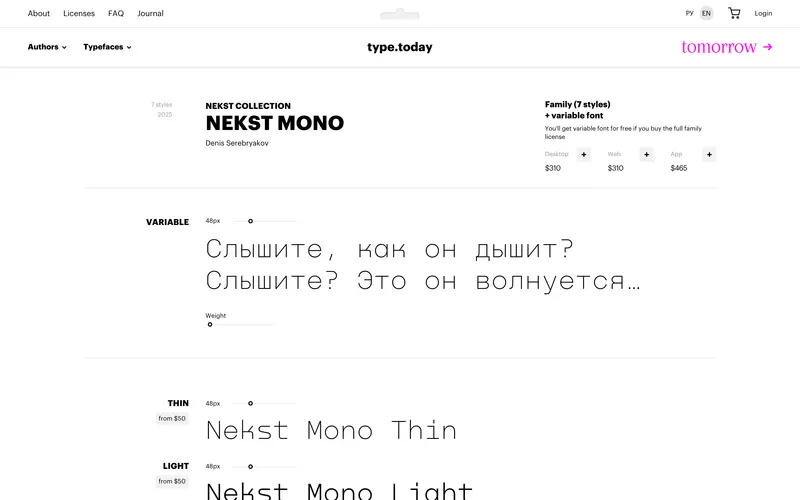 About Licenses FAQ Journal РУ EN Login
Authors Typefaces type.today tomorrow →
7 styles
2025
NEKST COLLECTION
NEKST MONO
Denis Serebryakov
Family (7 styles)
+ variable font
You'll get variable font for free if you buy the full family
license
Desktop + Web + App +
$310 $310 $465
VARIABLE 48px
Слышите, как он дышит?
Слышите? Это он волнуется…
Weight
THIN 48px
from $50
Nekst Mono Thin
LIGHT 48px
from $50
Nekst Mono Light